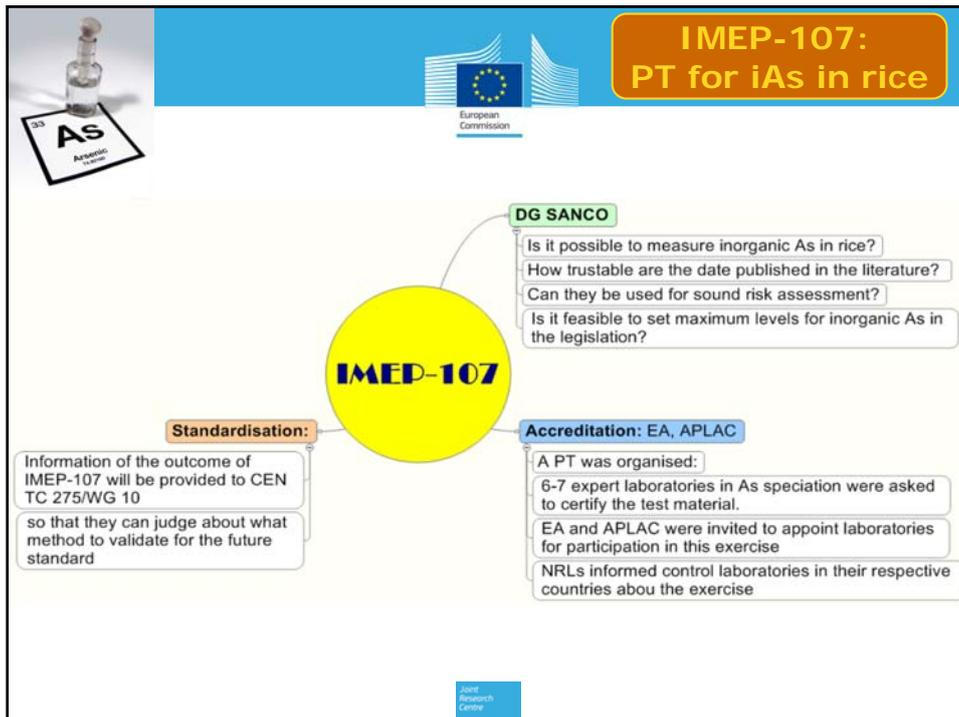 IMEP-107:
PT for iAs in rice
33
As
Arsenic
European
Commission
DG SANCO
Is it possible to measure inorganic As in rice?
How trustable are the date published in the literature?
Can they be used for sound risk assessment?
Is it feasible to set maximum levels for inorganic As in
the legislation?
IMEP-107
Standardisation:
Information of the outcome of
IMEP-107 will be provided to CEN
TC 275/WG 10
so that they can judge about what
method to validate for the future
standard
Accreditation: EA, APLAC
A PT was organised:
6-7 expert laboratories in As speciation were asked
to certify the test material.
EA and APLAC were invited to appoint laboratories
for participation in this exercise
NRLs informed control laboratories in their respective
countries abou the exercise
Joint
Research
Centre